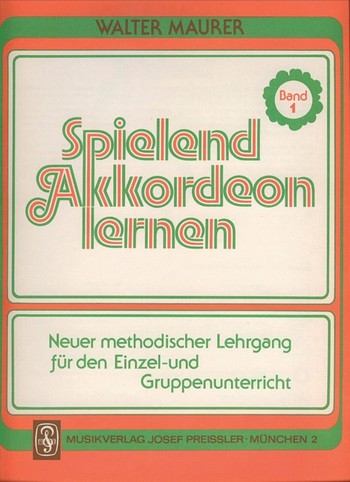 WALTER MAURER
Band
1
Spielend
Akkordeon
lernen
Neuer methodischer Lehrgang
für den Einzel-und
Gruppenunterricht
MUSIKVERLAG JOSEF PREISSLER · MÜNCHEN 2